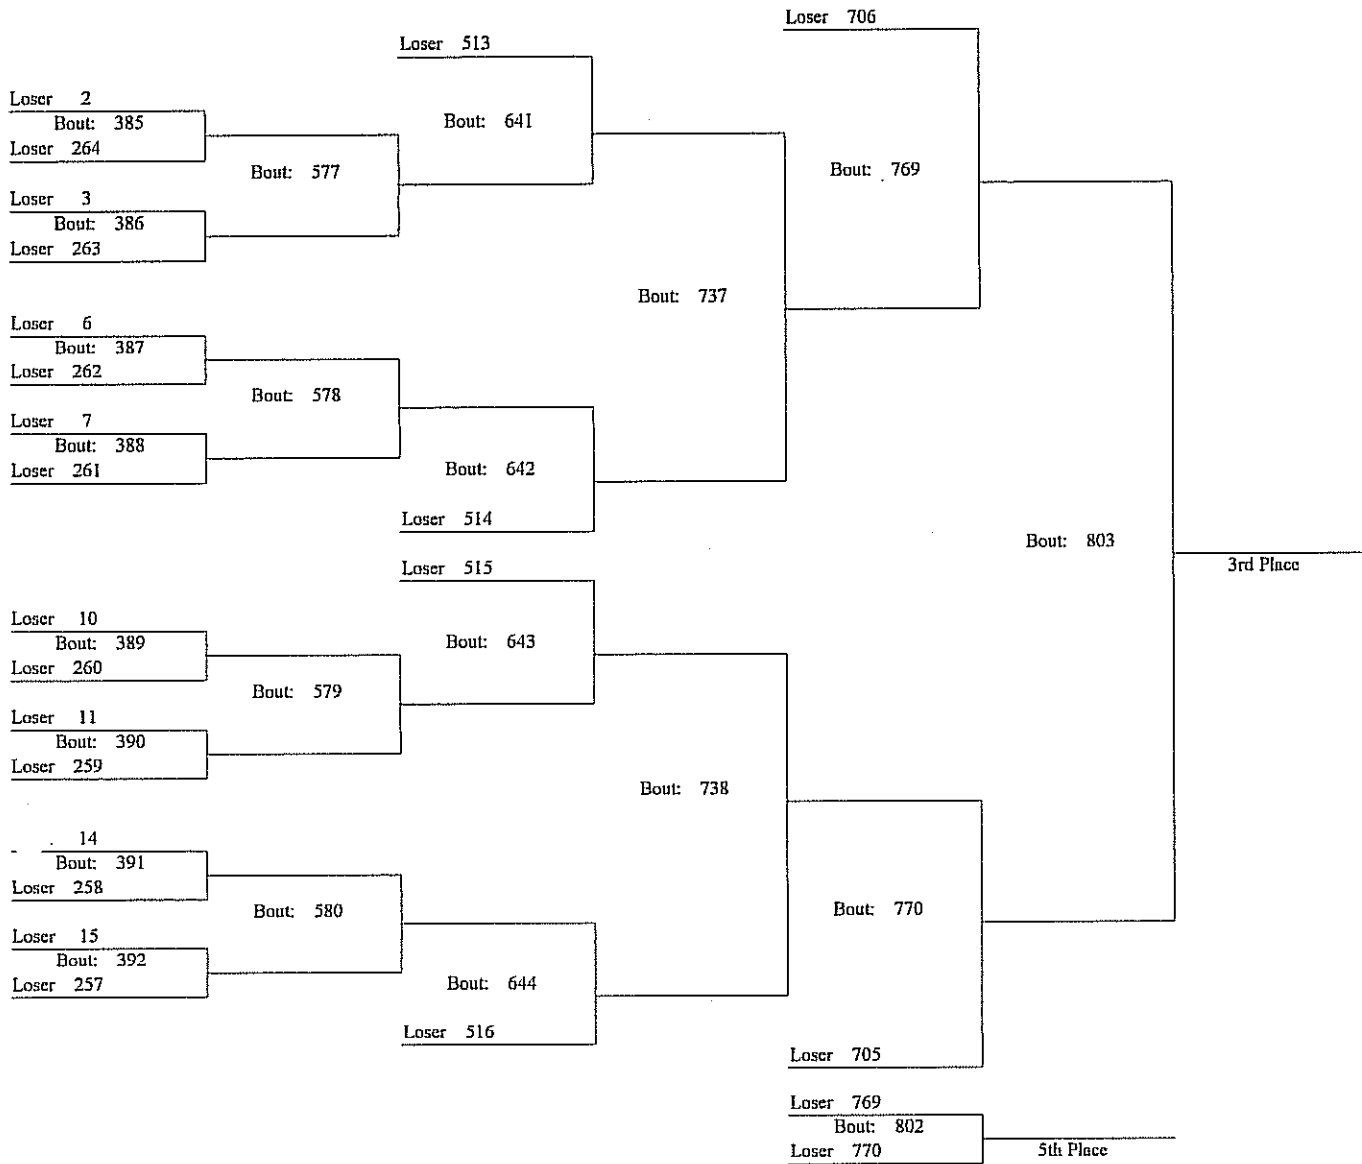 Loser 706
Loser 513
Loser 2
Bout: 385
Loser 264
Bout: 641
Bout: 577
Bout: 769
Loser 3
Bout: 386
Loser 263
Bout: 737
Loser 6
Bout: 387
Loser 262
Bout: 578
Loser 7
Bout: 388
Loser 261
Bout: 642
Loser 514
Bout: 803
3rd Place
Loser 515
Loser 10
Bout: 389
Loser 260
Bout: 643
Bout: 579
Loser 11
Bout: 390
Loser 259
Bout: 738
14
Bout: 391
Loser 258
Bout: 580
Bout: 770
Loser 15
Bout: 392
Loser 257
Bout: 644
Loser 516
Loser 705
Loser 769
Bout: 802
Loser 770
5th Place